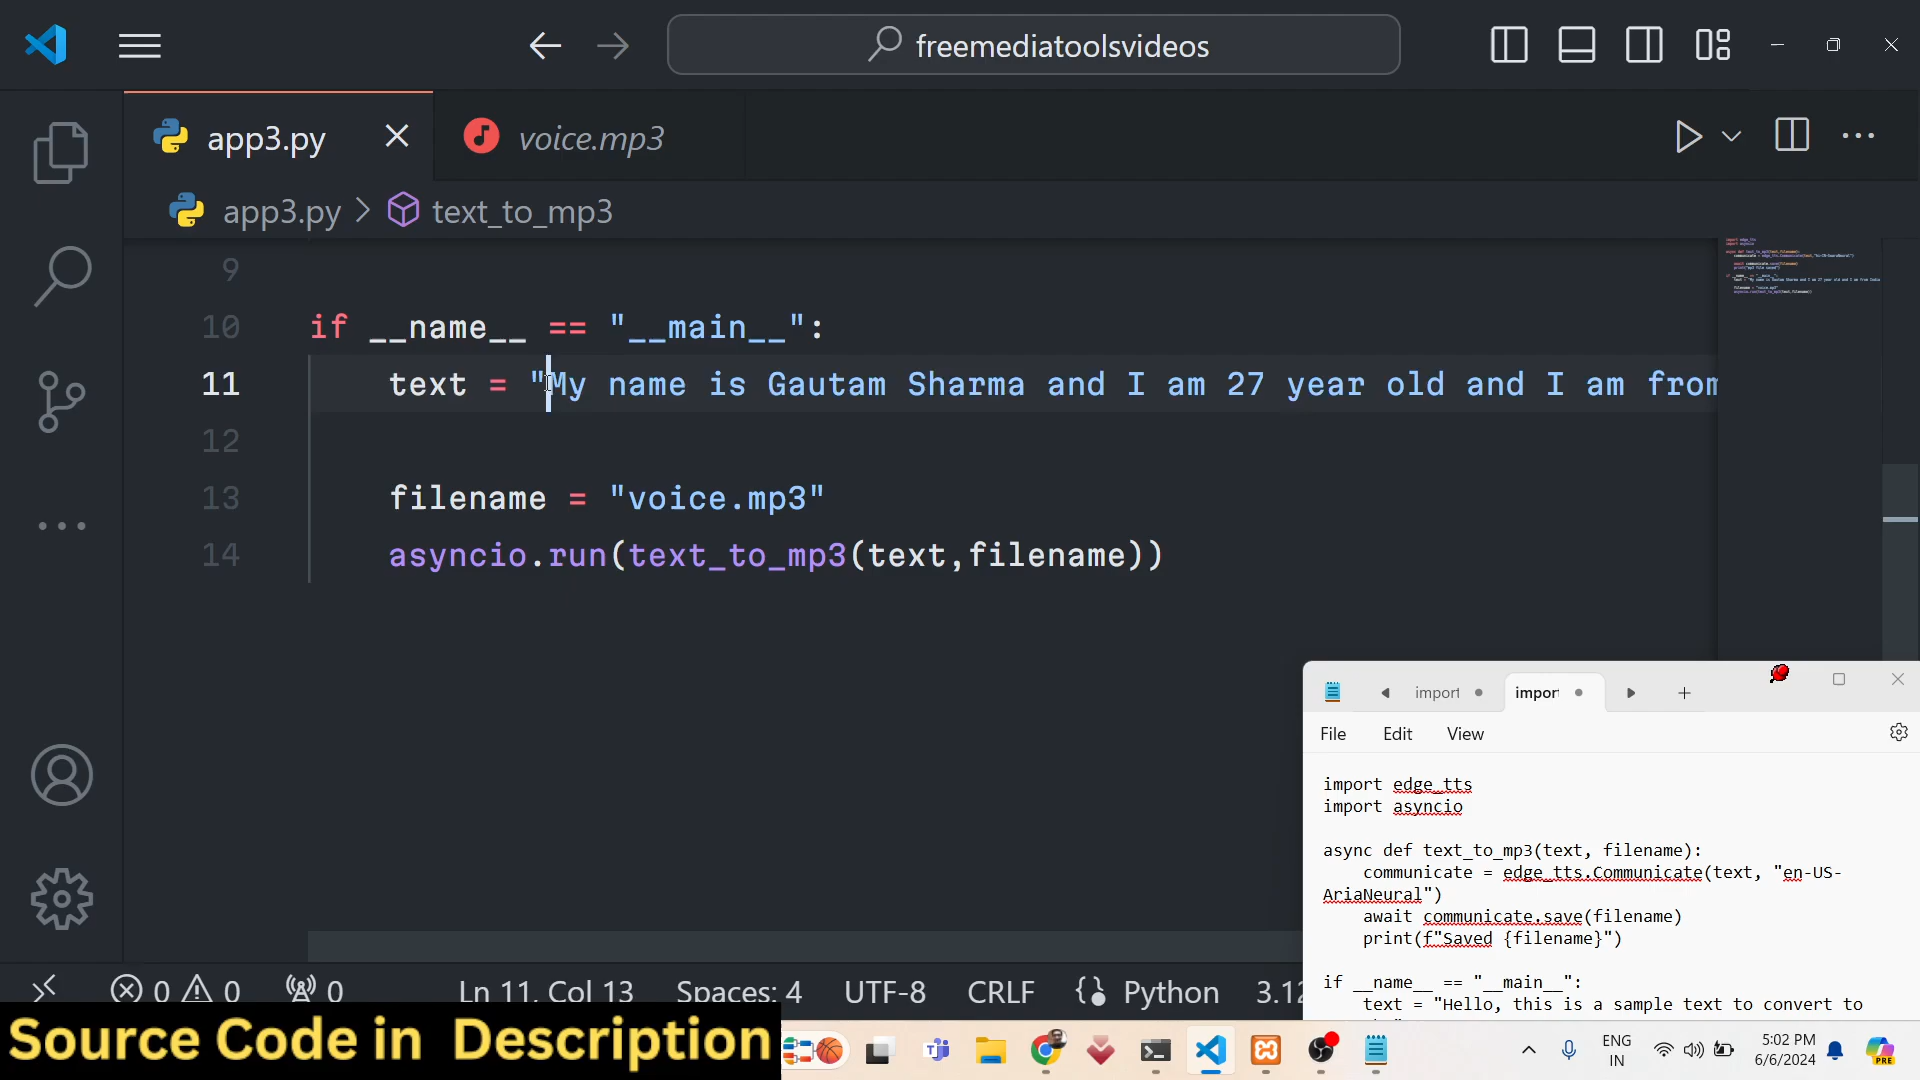 freemediatoolsvideos
app3.py
voice.mp3
app3.py > text_to_mp3
9
10 if __name__ == "__main__":
11 text = "My name is Gautam Sharma and I am 27 year old and I am from
12
13 filename = "voice.mp3"
14 asyncio.run(text_to_mp3(text,filename))
import
import
File Edit View
import edge_tts
import asyncio
async def text_to_mp3(text, filename):
communicate = edge_tts.Communicate(text, "en-US-
AriaNeural")
await communicate.save(filename)
print(f"Saved {filename}")
if __name__ == "__main__":
text = "Hello, this is a sample text to convert to
0 0 0 Ln 11, Col 13 Spaces: 4 UTF-8 CRLF Python 3.12
Source Code in Description
ENG
IN
5:02 PM
6/6/2024
PRE